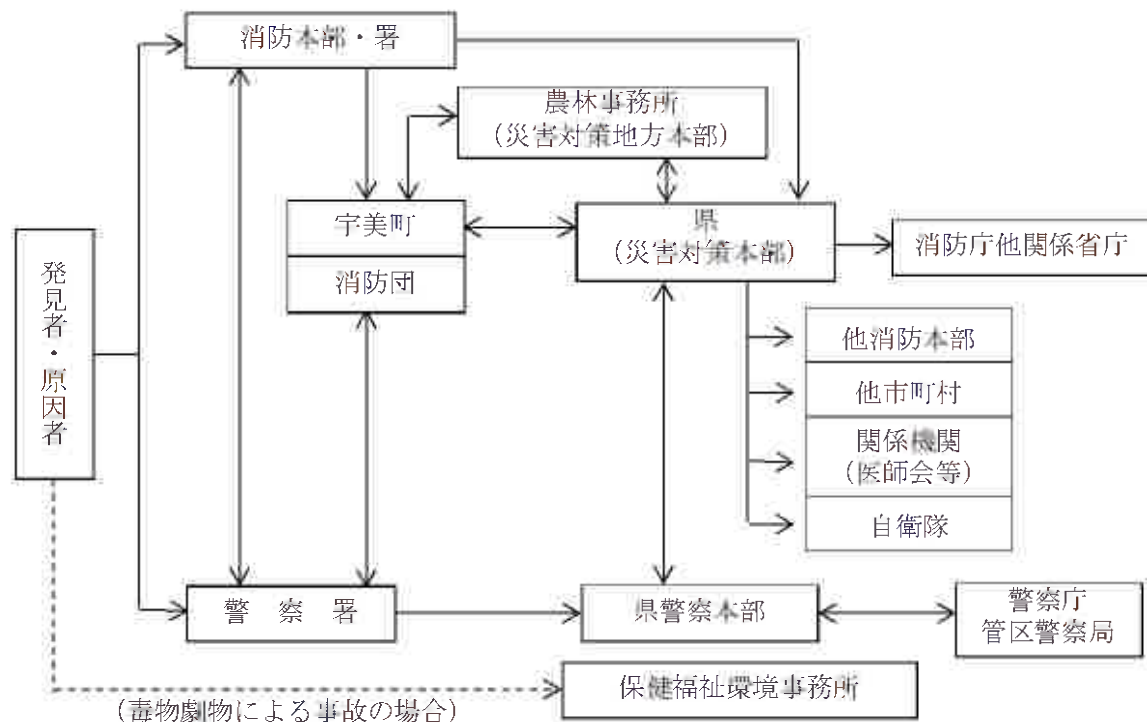 消防本部・署
農林事務所
(災害対策地方本部)
宇美町
消防団
県
(災害対策本部)
消防庁他関係省庁
発見者・原因者
他消防本部
他市町村
関係機関
(医師会等)
自衛隊
警 察 署
県警察本部
警察庁
管区警察局
保健福祉環境事務所
(毒物劇物による事故の場合)